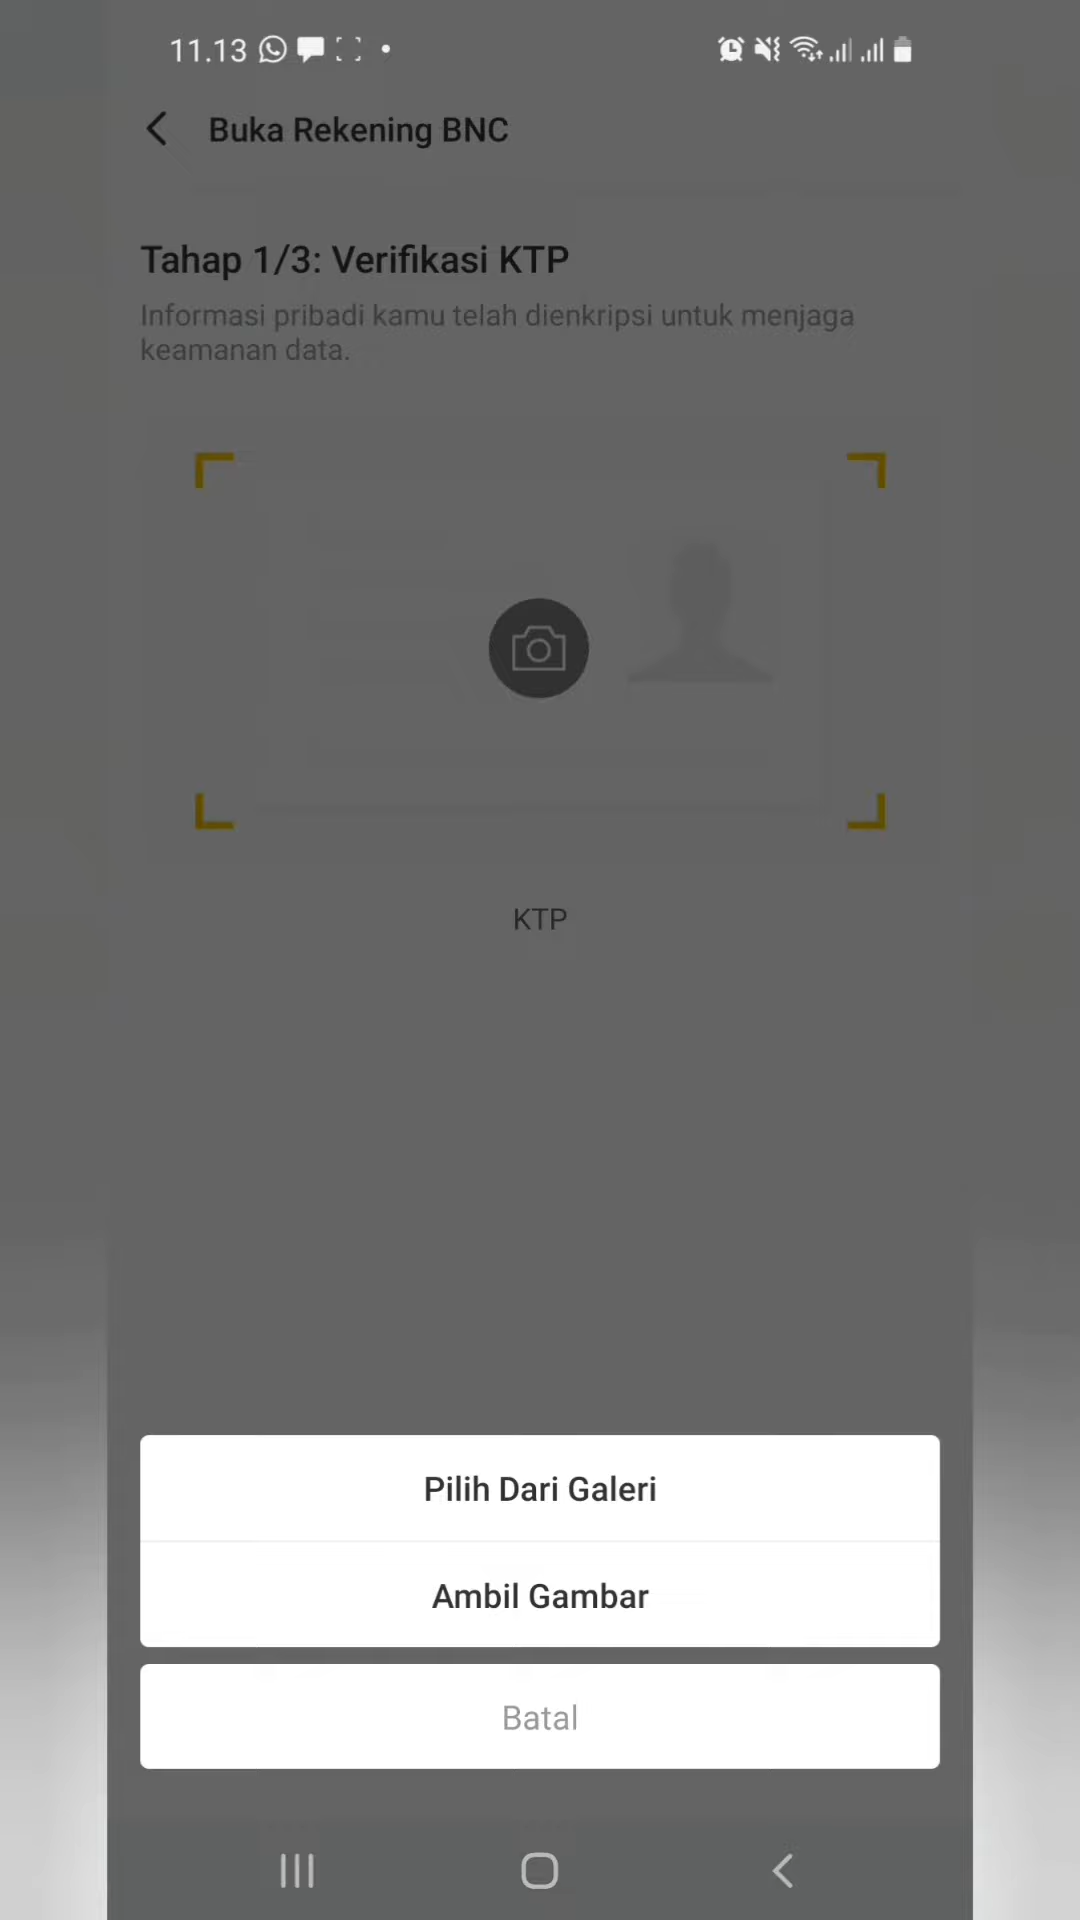 11.13
Buka Rekening BNC
Tahap 1/3: Verifikasi KTP
Informasi pribadi kamu telah dienkripsi untuk menjaga
keamanan data.
KTP
Pilih Dari Galeri
Ambil Gambar
Batal